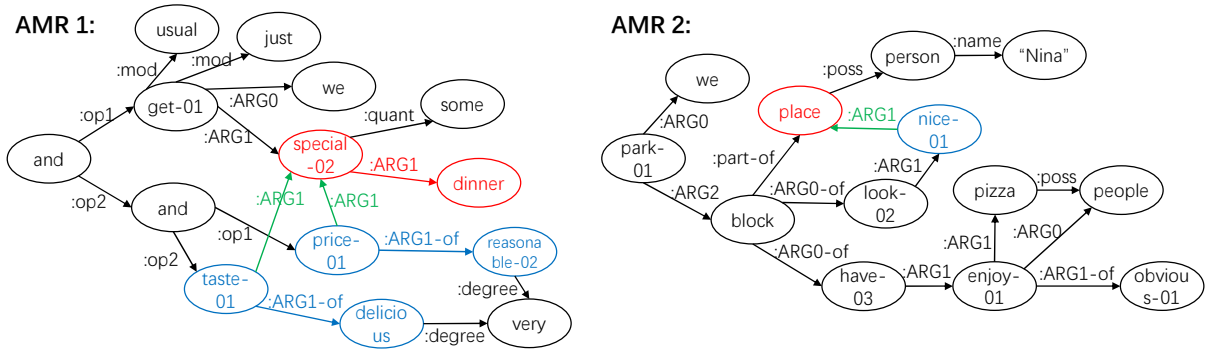 AMR 1:
usual
just
:mod
:mod
we
get-01
:ARG0
some
:op1
:quant
:ARG1
special
-02
and
:ARG1
dinner
:op2
:ARG1
:ARG1
and
:op1
price-
01
:ARG1-of
reasona
ble-02
:op2
taste-
01
:ARG1-of
:degree
delicio
us
:degree
very
AMR 2:
person
:name
“Nina”
we
:poss
place
:ARG1
nice-
01
:ARG0
park-
01
:part-of
:ARG1
:ARG2
:ARG0-of
look-
02
pizza
:poss
people
block
:ARG0-of
:ARG1
:ARG0
have-
03
:ARG1
enjoy-
01
:ARG1-of
obviou
s-01